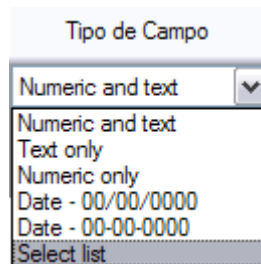 Tipo de Campo
Numeric and text
Numeric and text
Text only
Numeric only
Date - 00/00/0000
Date - 00-00-0000
Select list